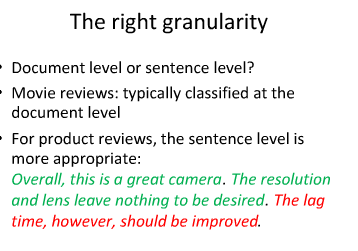 The right granularity
• Document level or sentence level?
• Movie reviews: typically classified at the
document level
• For product reviews, the sentence level is
more appropriate:
Overall, this is a great camera. The resolution
and lens leave nothing to be desired. The lag
time, however, should be improved.